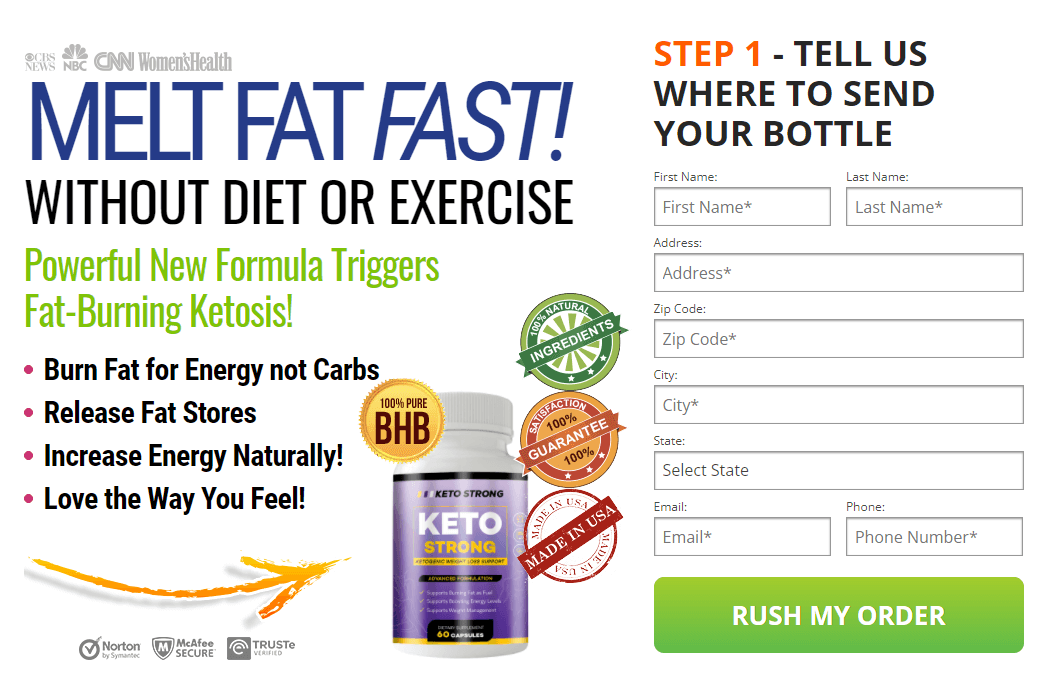 CBS NEWS NBC CNN Women'sHealth
MELT FAT FAST!
WITHOUT DIET OR EXERCISE
Powerful New Formula Triggers
Fat-Burning Ketosis!
• Burn Fat for Energy not Carbs
• Release Fat Stores
• Increase Energy Naturally!
• Love the Way You Feel!
100% PURE
BHB
KETO STRONG
KETO
STRONG
KETOGENIC WEIGHT LOSS SUPPORT
ADVANCED FORMULATION
Supports Burning Fat as Fuel
Supports Boosting Energy Levels
Supports Weight Management
DIETARY SUPPLEMENT
60 CAPSULES
100% NATURAL
INGREDIENTS
SATISFACTION
100%
GUARANTEE
100%
MADE IN USA
MADE IN USA
MADE IN USA
Norton
by Symantec
McAfee
SECURE
TRUSTe
VERIFIED
STEP 1 - TELL US
WHERE TO SEND
YOUR BOTTLE
First Name: Last Name:
First Name* Last Name*
Address:
Address*
Zip Code:
Zip Code*
City:
City*
State:
Select State
Email: Phone:
Email* Phone Number*
RUSH MY ORDER